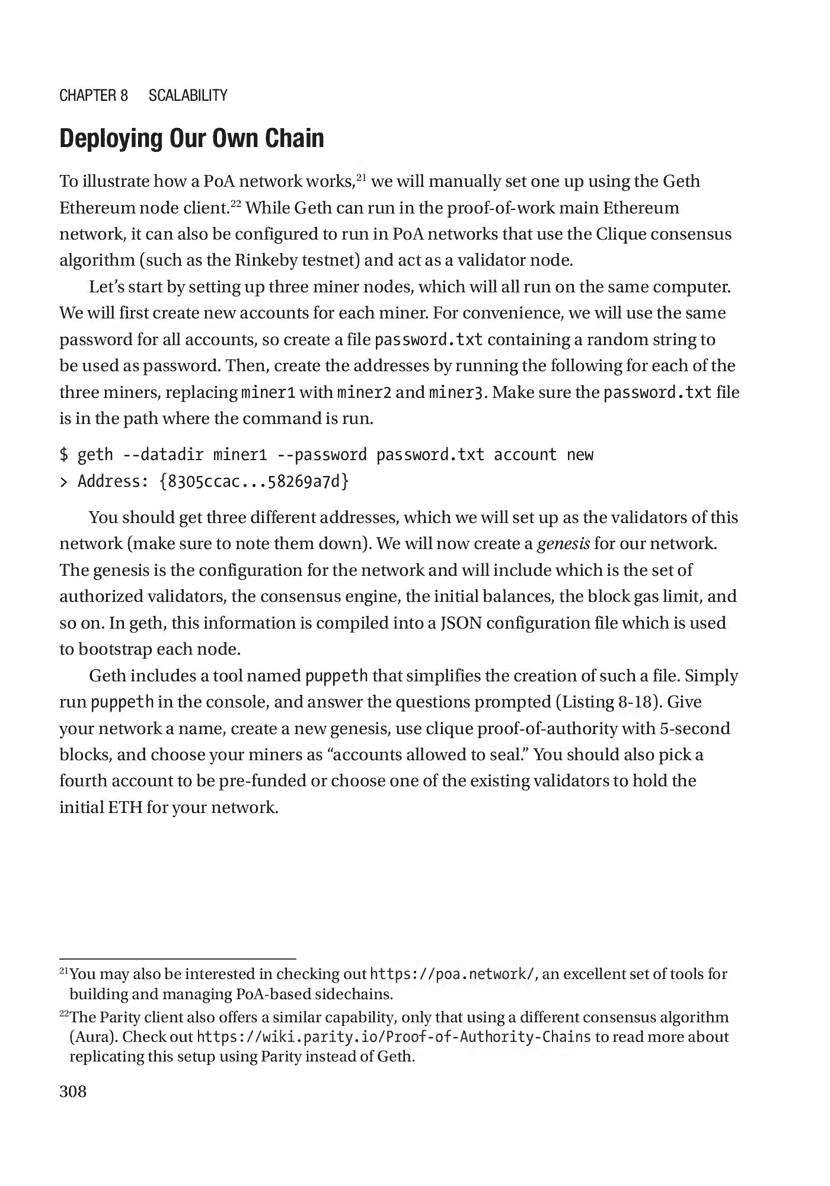 CHAPTER 8 SCALABILITY
Deploying Our Own Chain
To illustrate how a PoA network works,²¹ we will manually set one up using the Geth
Ethereum node client.²² While Geth can run in the proof-of-work main Ethereum
network, it can also be configured to run in PoA networks that use the Clique consensus
algorithm (such as the Rinkeby testnet) and act as a validator node.
Let’s start by setting up three miner nodes, which will all run on the same computer.
We will first create new accounts for each miner. For convenience, we will use the same
password for all accounts, so create a file password.txt containing a random string to
be used as password. Then, create the addresses by running the following for each of the
three miners, replacing miner1 with miner2 and miner3. Make sure the password.txt file
is in the path where the command is run.
$ geth --datadir miner1 --password password.txt account new
> Address: {8305ccac...58269a7d}
You should get three different addresses, which we will set up as the validators of this
network (make sure to note them down). We will now create a genesis for our network.
The genesis is the configuration for the network and will include which is the set of
authorized validators, the consensus engine, the initial balances, the block gas limit, and
so on. In geth, this information is compiled into a JSON configuration file which is used
to bootstrap each node.
Geth includes a tool named puppeth that simplifies the creation of such a file. Simply
run puppeth in the console, and answer the questions prompted (Listing 8-18). Give
your network a name, create a new genesis, use clique proof-of-authority with 5-second
blocks, and choose your miners as “accounts allowed to seal.” You should also pick a
fourth account to be pre-funded or choose one of the existing validators to hold the
initial ETH for your network.
²¹You may also be interested in checking out https://poa.network/, an excellent set of tools for
building and managing PoA-based sidechains.
²²The Parity client also offers a similar capability, only that using a different consensus algorithm
(Aura). Check out https://wiki.parity.io/Proof-of-Authority-Chains to read more about
replicating this setup using Parity instead of Geth.
308